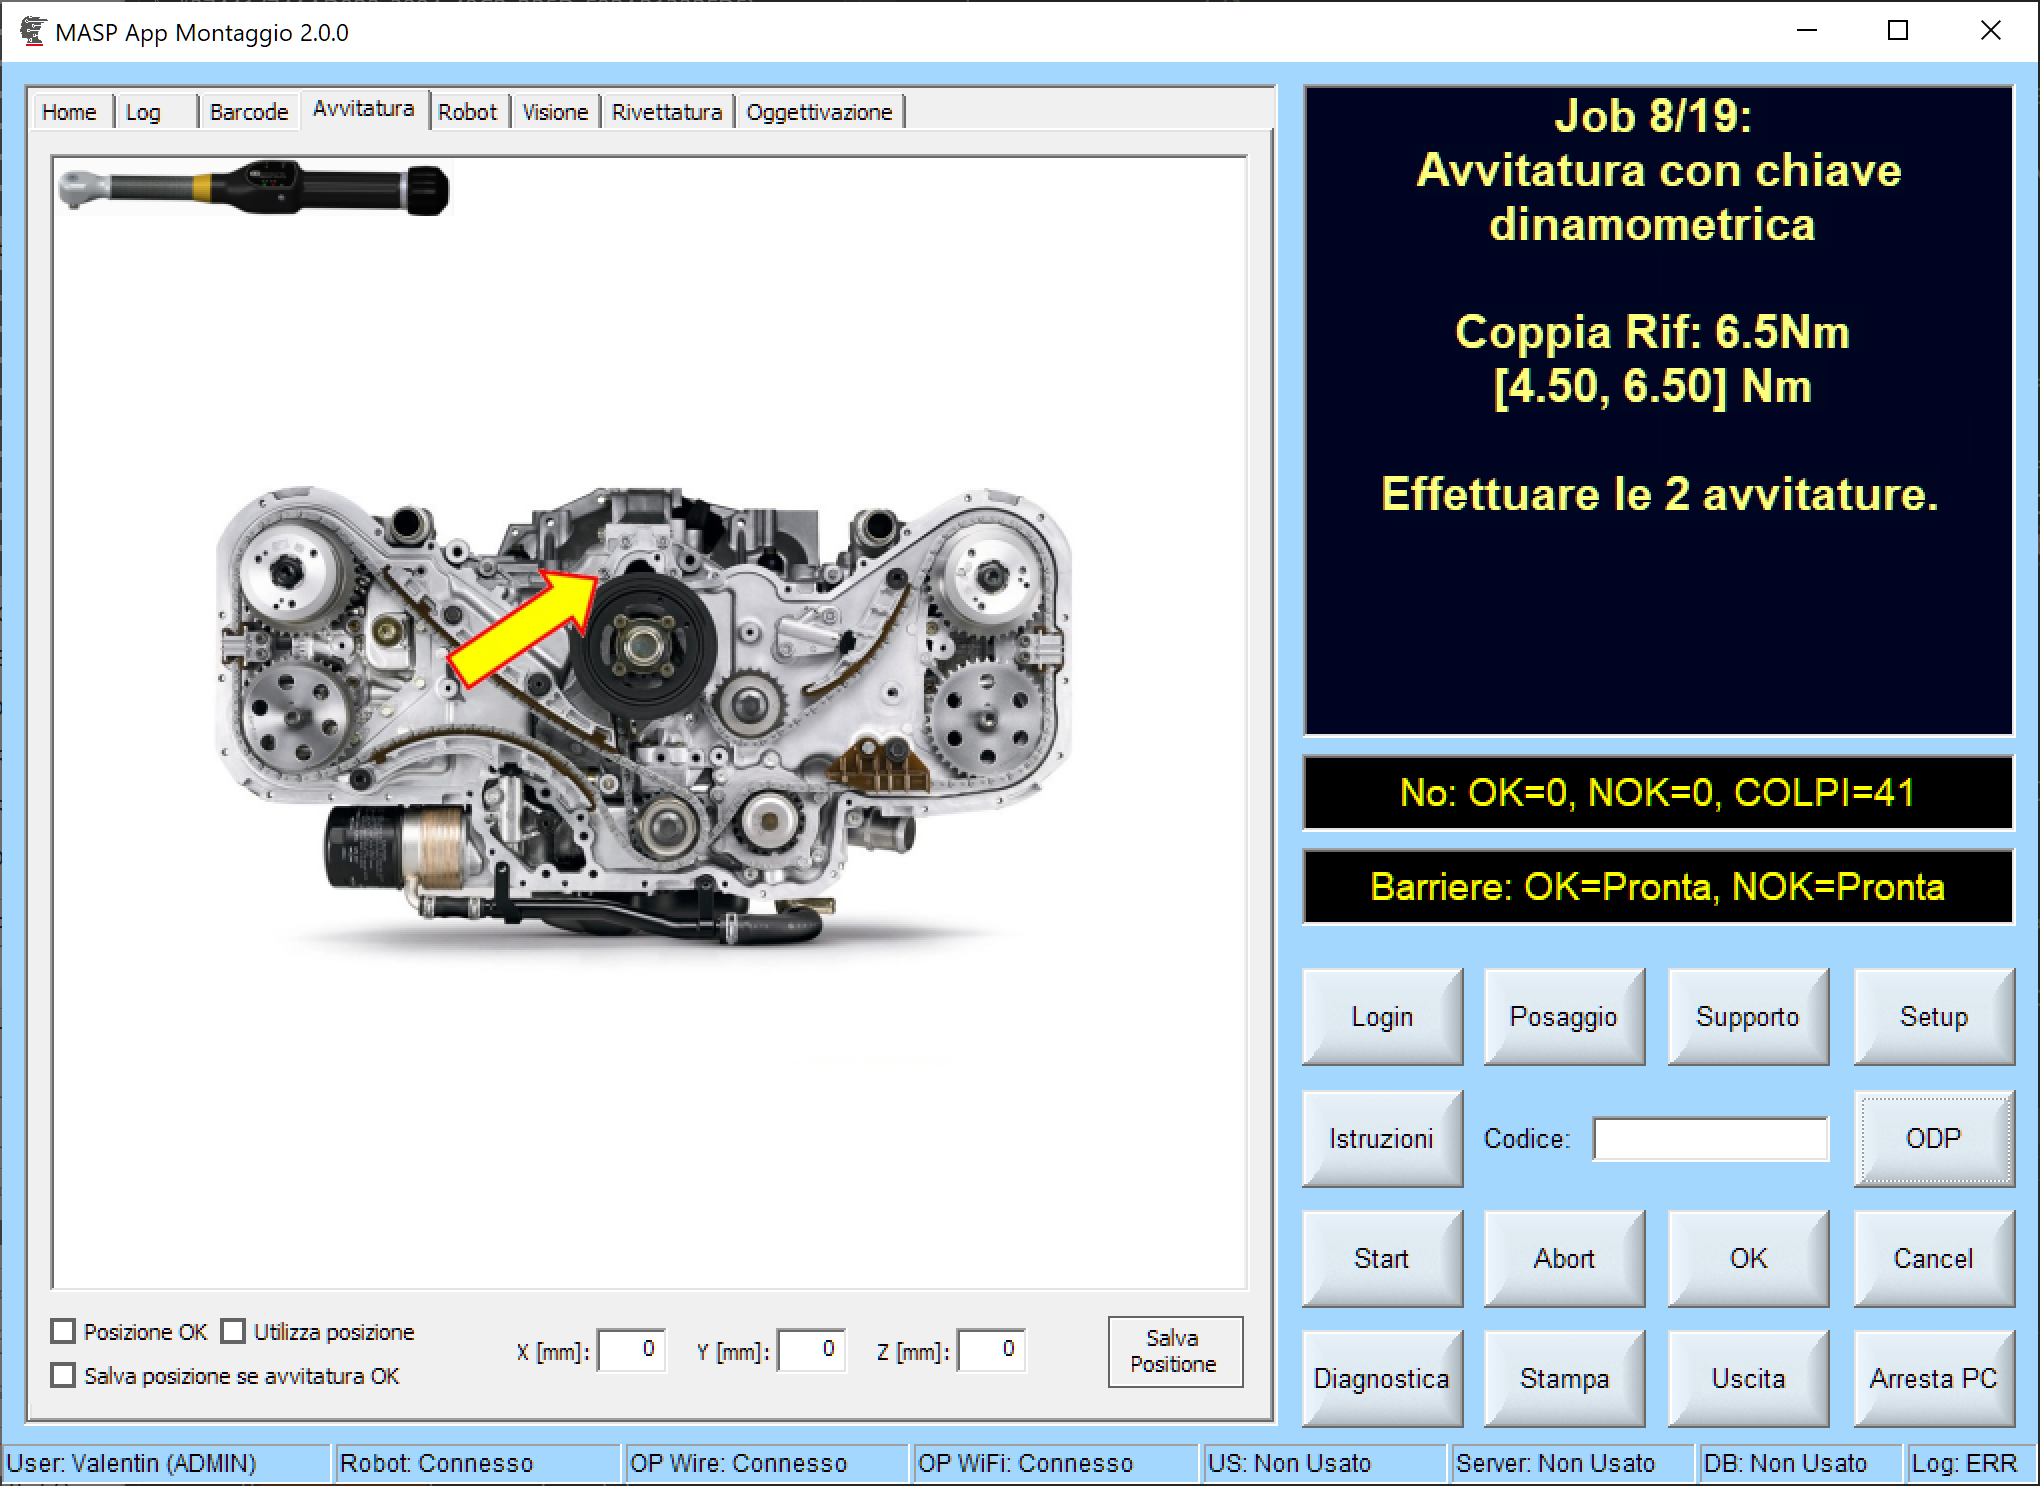 MASP App Montaggio 2.0.0
Home Log Barcode Avvitatura Robot Visione Rivettatura Oggettivazione
Job 8/19:
Avvitatura con chiave
dinamometrica
Coppia Rif: 6.5Nm
[4.50, 6.50] Nm
Effettuare le 2 avvitature.
No: OK=0, NOK=0, COLPI=41
Barriere: OK=Pronta, NOK=Pronta
Login Posaggio Supporto Setup
Istruzioni Codice: ODP
Start Abort OK Cancel
Diagnostica Stampa Uscita Arresta PC
Posizione OK Utilizza posizione
Salva posizione se avvitatura OK
X [mm]: 0 Y [mm]: 0 Z [mm]: 0
Salva
Positione
User: Valentin (ADMIN) Robot: Connesso OP Wire: Connesso OP WiFi: Connesso US: Non Usato Server: Non Usato DB: Non Usato Log: ERR